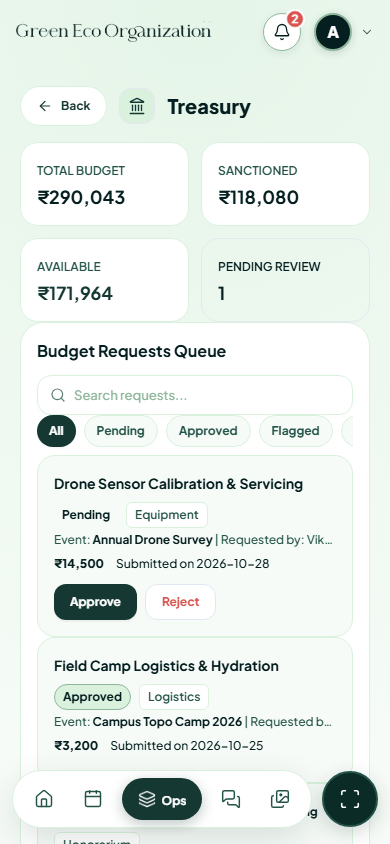 Green Eco Organization
2
A
Back
Treasury
TOTAL BUDGET
₹290,043
SANCTIONED
₹118,080
AVAILABLE
₹171,964
PENDING REVIEW
1
Budget Requests Queue
Search requests...
All
Pending
Approved
Flagged
Drone Sensor Calibration & Servicing
Pending
Equipment
Event: Annual Drone Survey | Requested by: Vik...
₹14,500 Submitted on 2026-10-28
Approve
Reject
Field Camp Logistics & Hydration
Approved
Logistics
Event: Campus Topo Camp 2026 | Requested b...
₹3,200 Submitted on 2026-10-25
Ops